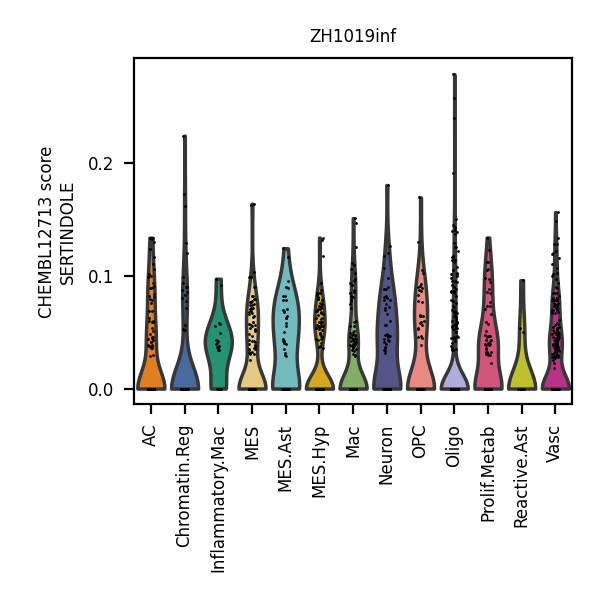 ZH1019inf
CHEMBL12713 score
SERTINDOLE
0.2
0.1
0.0
AC
Chromatin.Reg
Inflammatory.Mac
MES
MES.Ast
MES.Hyp
Mac
Neuron
OPC
Oligo
Prolif.Metab
Reactive.Ast
Vasc